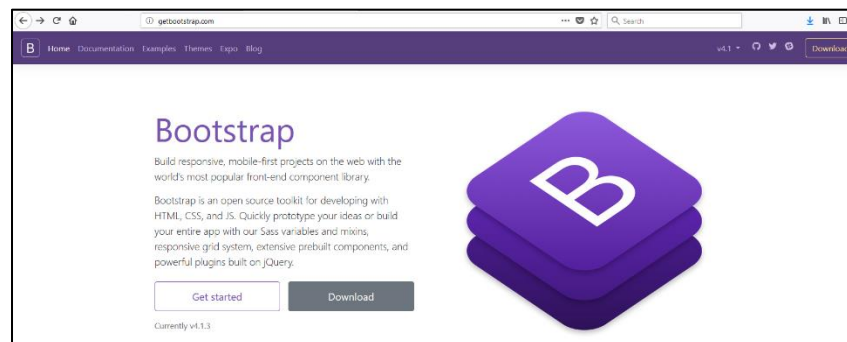 getbootstrap.com
Search
B Home Documentation Examples Themes Expo Blog v4.1 Download
Bootstrap
Build responsive, mobile-first projects on the web with the
world's most popular front-end component library.
Bootstrap is an open source toolkit for developing with
HTML, CSS, and JS. Quickly prototype your ideas or build
your entire app with our Sass variables and mixins,
responsive grid system, extensive prebuilt components, and
powerful plugins built on jQuery.
Get started Download
Currently v4.1.3
B